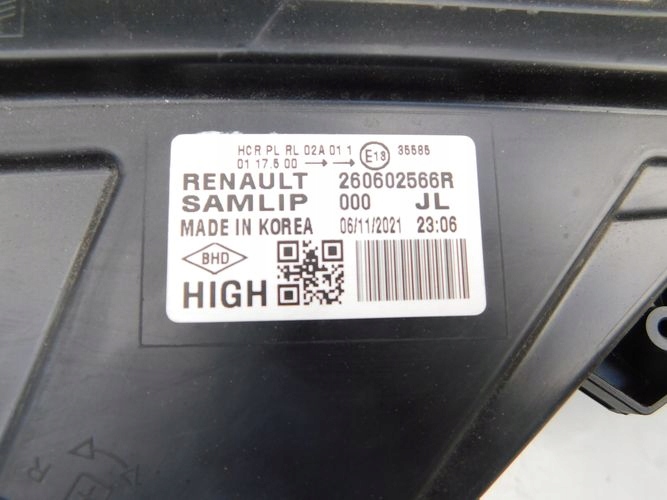 HCR PL RL 02A 01 1 E13 35585
01 17.5 00 → →
RENAULT 260602566R
SAMLIP 000 JL
MADE IN KOREA 06/11/2021 23:06
BHD
HIGH
R